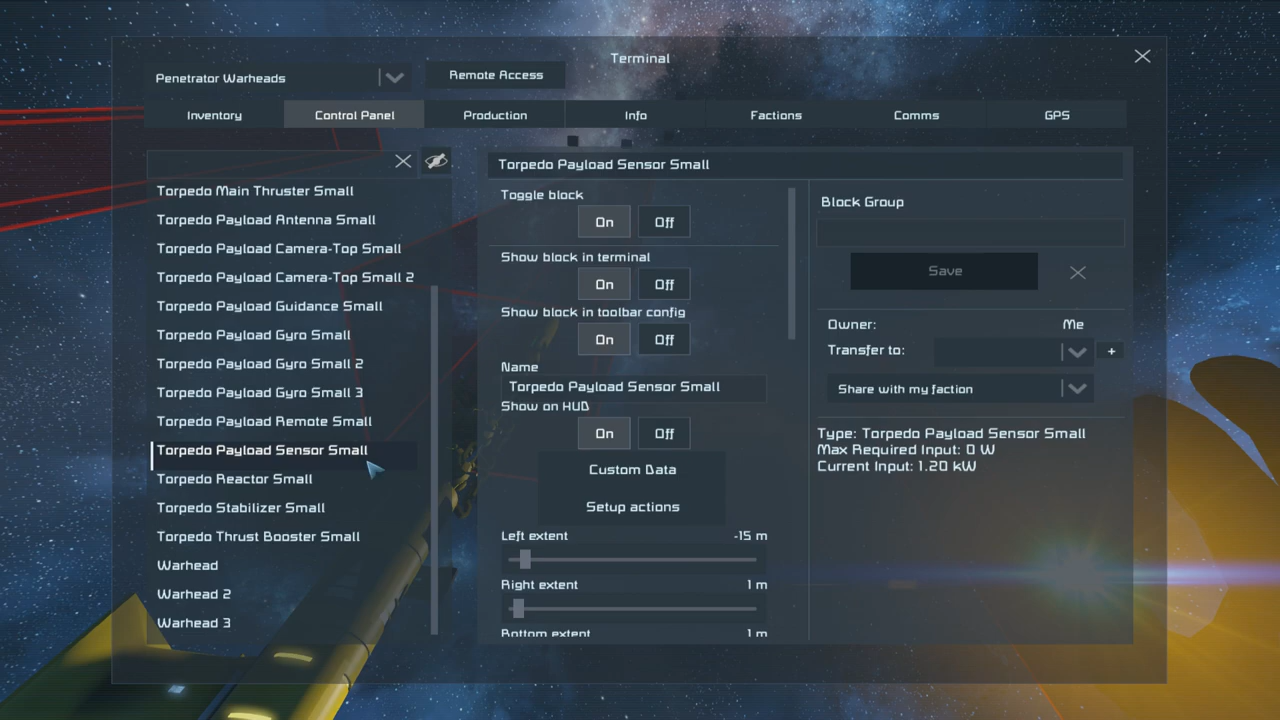 Terminal
Penetrator Warheads
Remote Access
Inventory
Control Panel
Production
Info
Factions
Comms
GPS
Torpedo Main Thruster Small
Torpedo Payload Antenna Small
Torpedo Payload Camera-Top Small
Torpedo Payload Camera-Top Small 2
Torpedo Payload Guidance Small
Torpedo Payload Gyro Small
Torpedo Payload Gyro Small 2
Torpedo Payload Gyro Small 3
Torpedo Payload Remote Small
Torpedo Payload Sensor Small
Torpedo Reactor Small
Torpedo Stabilizer Small
Torpedo Thrust Booster Small
Warhead
Warhead 2
Warhead 3
Torpedo Payload Sensor Small
Toggle block
On Off
Show block in terminal
On Off
Show block in toolbar config
On Off
Name
Torpedo Payload Sensor Small
Show on HUD
On Off
Custom Data
Setup actions
Left extent -15 m
Right extent 1 m
Bottom extent 1 m
Block Group
Save
Owner: Me
Transfer to:
+
Share with my faction
Type: Torpedo Payload Sensor Small
Max Required Input: 0 W
Current Input: 1.20 kW